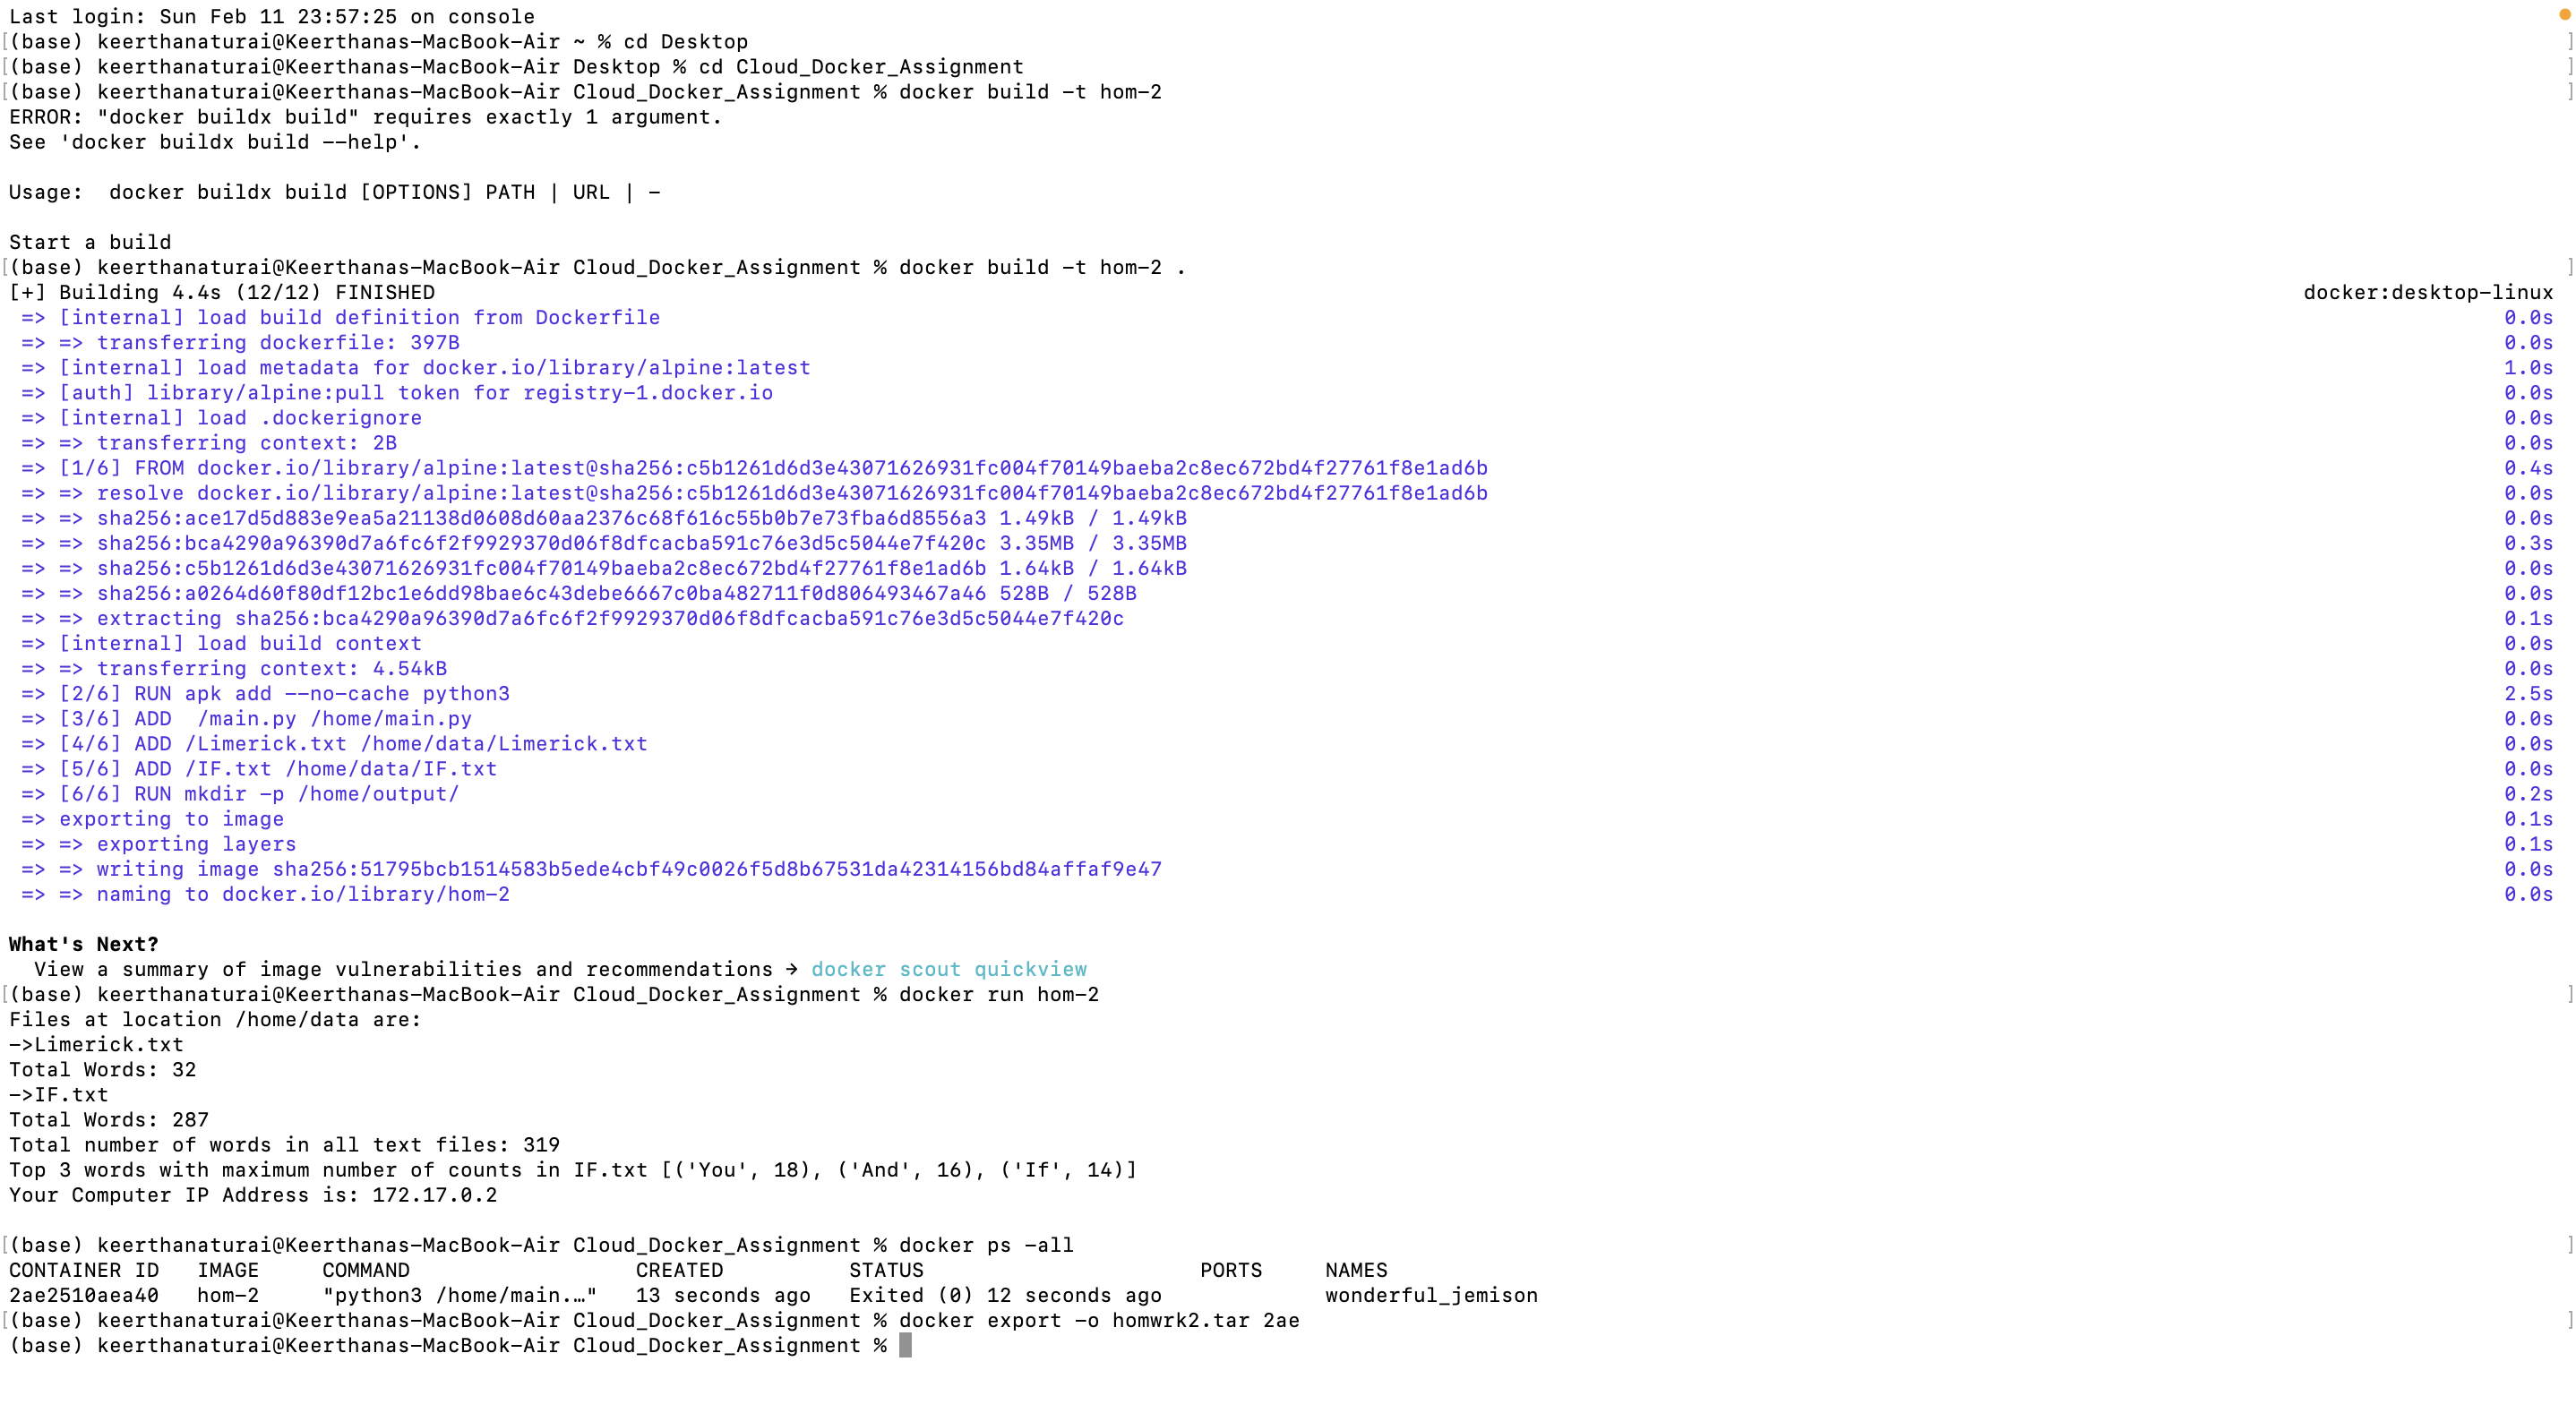 Last login: Sun Feb 11 23:57:25 on console
[(base) keerthanaturai@Keerthanas-MacBook-Air ~ % cd Desktop ]
[(base) keerthanaturai@Keerthanas-MacBook-Air Desktop % cd Cloud_Docker_Assignment ]
[(base) keerthanaturai@Keerthanas-MacBook-Air Cloud_Docker_Assignment % docker build -t hom-2 ]
ERROR: "docker buildx build" requires exactly 1 argument.
See 'docker buildx build --help'.

Usage:  docker buildx build [OPTIONS] PATH | URL | -

Start a build
[(base) keerthanaturai@Keerthanas-MacBook-Air Cloud_Docker_Assignment % docker build -t hom-2 . ]
[+] Building 4.4s (12/12) FINISHED docker:desktop-linux
=> [internal] load build definition from Dockerfile 0.0s
=> => transferring dockerfile: 397B 0.0s
=> [internal] load metadata for docker.io/library/alpine:latest 1.0s
=> [auth] library/alpine:pull token for registry-1.docker.io 0.0s
=> [internal] load .dockerignore 0.0s
=> => transferring context: 2B 0.0s
=> [1/6] FROM docker.io/library/alpine:latest@sha256:c5b1261d6d3e43071626931fc004f70149baeba2c8ec672bd4f27761f8e1ad6b 0.4s
=> => resolve docker.io/library/alpine:latest@sha256:c5b1261d6d3e43071626931fc004f70149baeba2c8ec672bd4f27761f8e1ad6b 0.0s
=> => sha256:ace17d5d883e9ea5a21138d0608d60aa2376c68f616c55b0b7e73fba6d8556a3 1.49kB / 1.49kB 0.0s
=> => sha256:bca4290a96390d7a6fc6f2f9929370d06f8dfcacba591c76e3d5c5044e7f420c 3.35MB / 3.35MB 0.3s
=> => sha256:c5b1261d6d3e43071626931fc004f70149baeba2c8ec672bd4f27761f8e1ad6b 1.64kB / 1.64kB 0.0s
=> => sha256:a0264d60f80df12bc1e6dd98bae6c43debe6667c0ba482711f0d806493467a46 528B / 528B 0.0s
=> => extracting sha256:bca4290a96390d7a6fc6f2f9929370d06f8dfcacba591c76e3d5c5044e7f420c 0.1s
=> [internal] load build context 0.0s
=> => transferring context: 4.54kB 0.0s
=> [2/6] RUN apk add --no-cache python3 2.5s
=> [3/6] ADD  /main.py /home/main.py 0.0s
=> [4/6] ADD /Limerick.txt /home/data/Limerick.txt 0.0s
=> [5/6] ADD /IF.txt /home/data/IF.txt 0.0s
=> [6/6] RUN mkdir -p /home/output/ 0.2s
=> exporting to image 0.1s
=> => exporting layers 0.1s
=> => writing image sha256:51795bcb1514583b5ede4cbf49c0026f5d8b67531da42314156bd84affaf9e47 0.0s
=> => naming to docker.io/library/hom-2 0.0s

What's Next?
View a summary of image vulnerabilities and recommendations → docker scout quickview
[(base) keerthanaturai@Keerthanas-MacBook-Air Cloud_Docker_Assignment % docker run hom-2 ]
Files at location /home/data are:
->Limerick.txt
Total Words: 32
->IF.txt
Total Words: 287
Total number of words in all text files: 319
Top 3 words with maximum number of counts in IF.txt [('You', 18), ('And', 16), ('If', 14)]
Your Computer IP Address is: 172.17.0.2

[(base) keerthanaturai@Keerthanas-MacBook-Air Cloud_Docker_Assignment % docker ps -all ]
CONTAINER ID   IMAGE   COMMAND   CREATED   STATUS   PORTS   NAMES
2ae2510aea40   hom-2   "python3 /home/main.…"   13 seconds ago   Exited (0) 12 seconds ago   wonderful_jemison
[(base) keerthanaturai@Keerthanas-MacBook-Air Cloud_Docker_Assignment % docker export -o homwrk2.tar 2ae ]
(base) keerthanaturai@Keerthanas-MacBook-Air Cloud_Docker_Assignment %